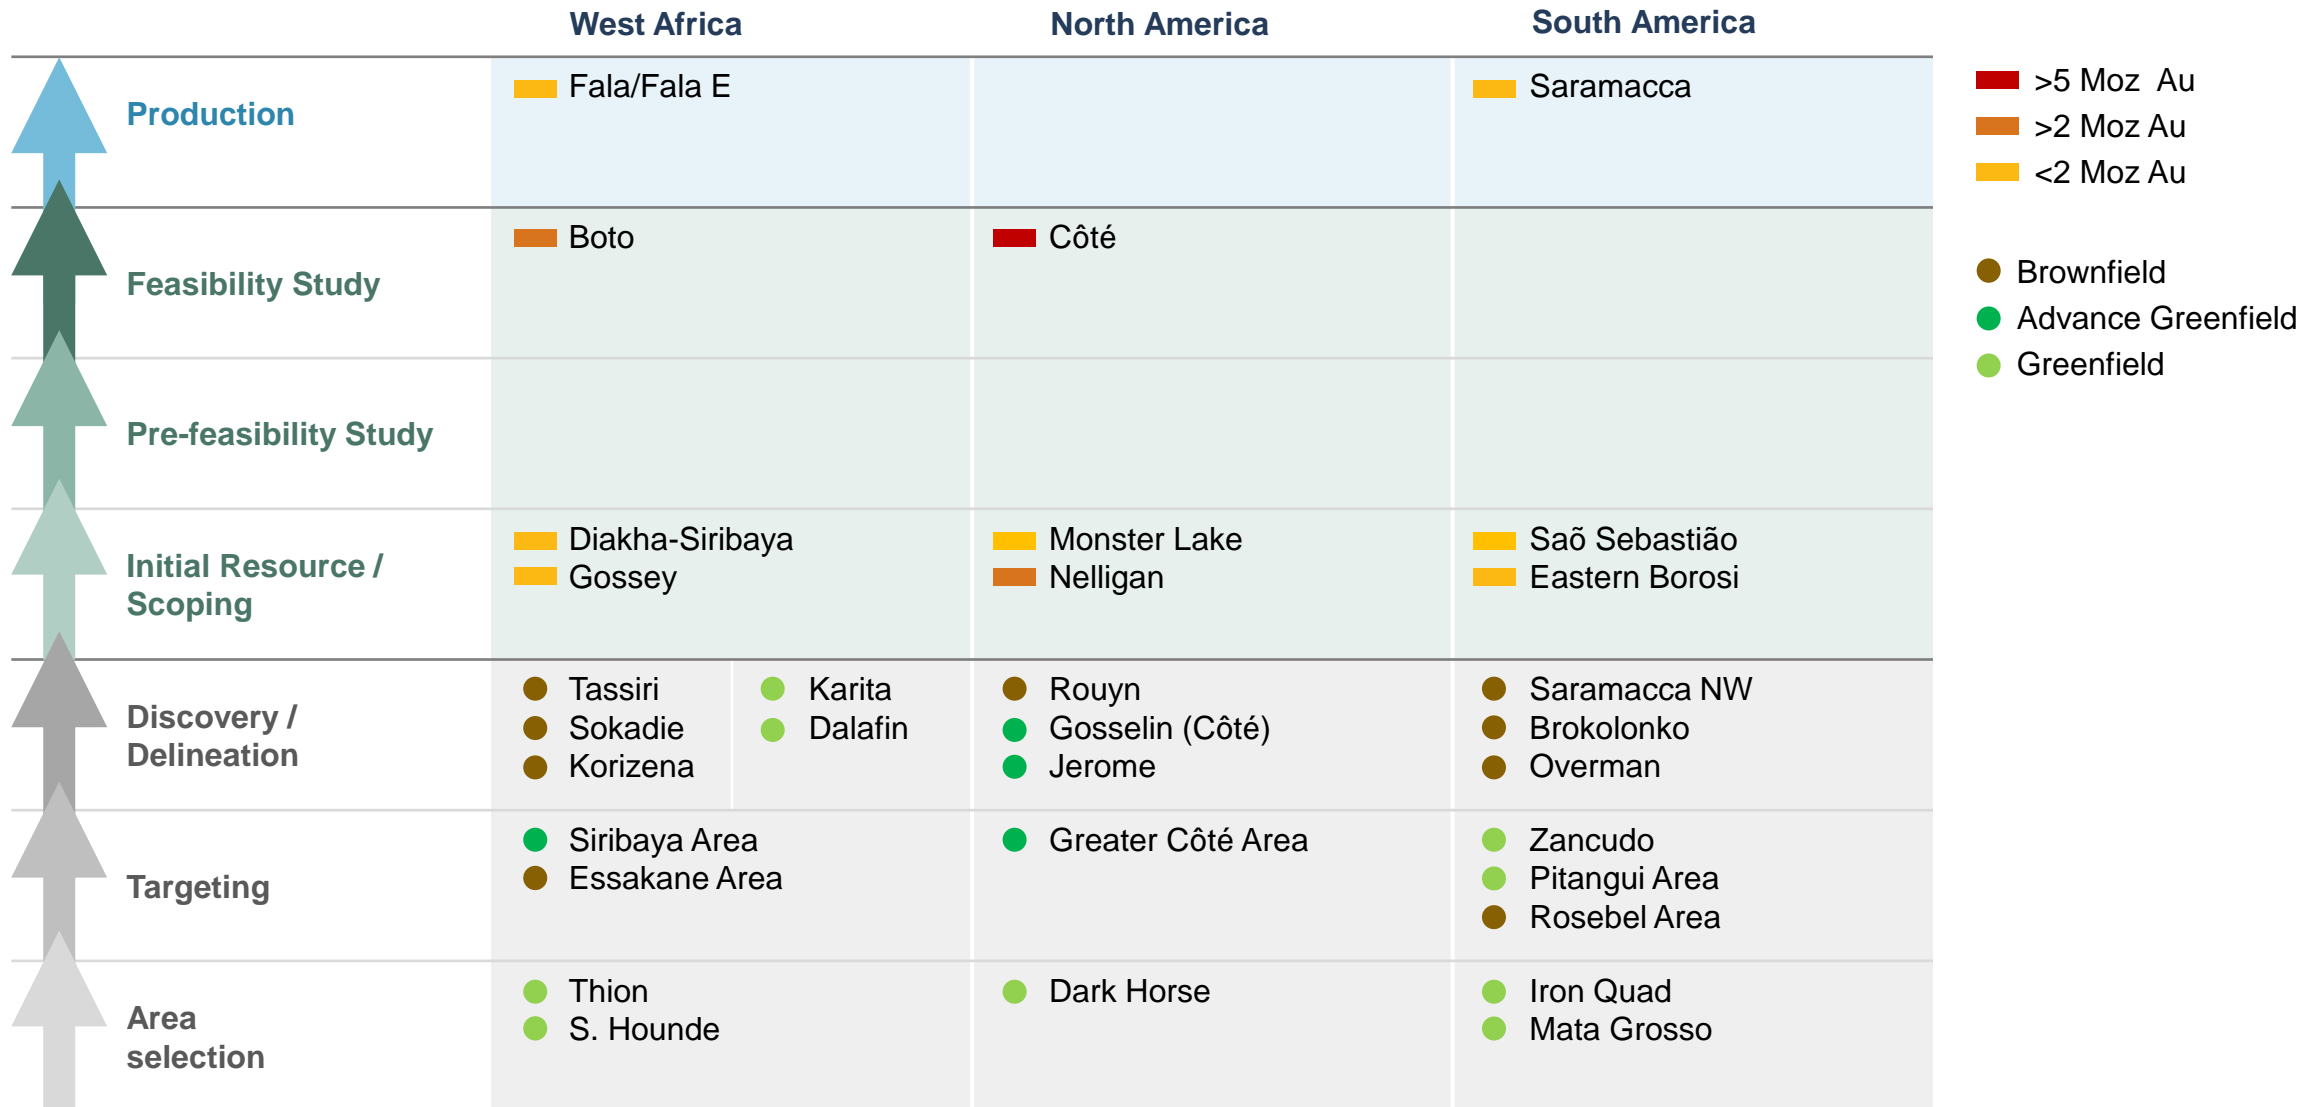 West Africa
North America
South America
Production
Fala/Fala E
Saramacca
Feasibility Study
Boto
Côté
Pre-feasibility Study
Initial Resource /
Scoping
Diakha-Siribaya
Gossey
Monster Lake
Nelligan
Saõ Sebastião
Eastern Borosi
Discovery /
Delineation
Tassiri
Sokadie
Korizena
Karita
Dalafin
Rouyn
Gosselin (Côté)
Jerome
Saramacca NW
Brokolonko
Overman
Targeting
Siribaya Area
Essakane Area
Greater Côté Area
Zancudo
Pitangui Area
Rosebel Area
Area
selection
Thion
S. Hounde
Dark Horse
Iron Quad
Mata Grosso
>5 Moz Au
>2 Moz Au
<2 Moz Au
Brownfield
Advance Greenfield
Greenfield